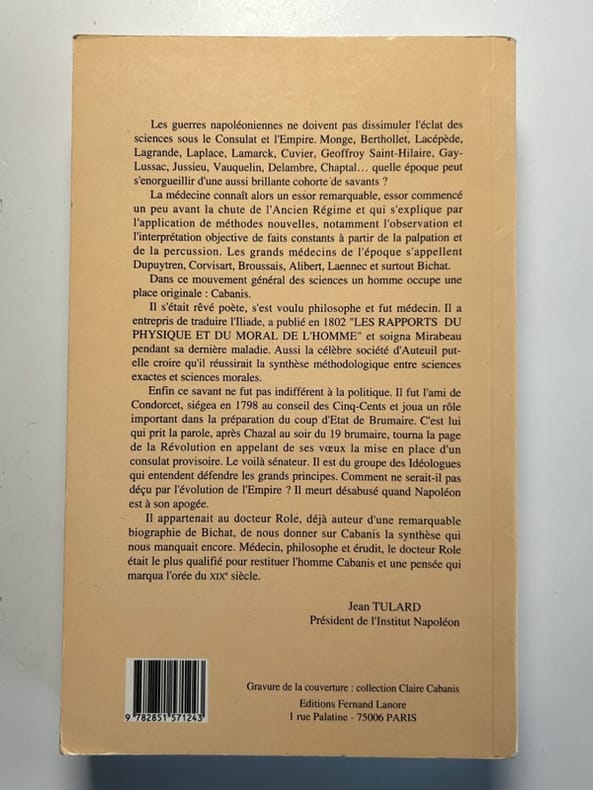 Les guerres napoléoniennes ne doivent pas dissimuler l'éclat des
sciences sous le Consulat et l'Empire. Monge, Berthollet, Lacépède,
Lagrande, Laplace, Lamarck, Cuvier, Geoffroy Saint-Hilaire, Gay-
Lussac, Jussieu, Vauquelin, Delambre, Chaptal... quelle époque peut
s'enorgueillir d'une aussi brillante cohorte de savants ?
La médecine connaît alors un essor remarquable, essor commencé
un peu avant la chute de l'Ancien Régime et qui s'explique par
l'application de méthodes nouvelles, notamment l'observation et
l'interprétation objective de faits constants à partir de la palpation et
de la percussion. Les grands médecins de l'époque s'appellent
Dupuytren, Corvisart, Broussais, Alibert, Laennec et surtout Bichat.
Dans ce mouvement général des sciences un homme occupe une
place originale : Cabanis.
Il s'était rêvé poète, s'est voulu philosophe et fut médecin. Il a
entrepris de traduire l'Iliade, a publié en 1802 "LES RAPPORTS DU
PHYSIQUE ET DU MORAL DE L'HOMME" et soigna Mirabeau
pendant sa dernière maladie. Aussi la célèbre société d'Auteuil put-
elle croire qu'il réussirait la synthèse méthodologique entre sciences
exactes et sciences morales.
Enfin ce savant ne fut pas indifférent à la politique. Il fut l'ami de
Condorcet, siégea en 1798 au conseil des Cinq-Cents et joua un rôle
important dans la préparation du coup d'Etat de Brumaire. C'est lui
qui prit la parole, après Chazal au soir du 19 brumaire, tourna la page
de la Révolution en appelant de ses vœux la mise en place d'un
consulat provisoire. Le voilà sénateur. Il est du groupe des Idéologues
qui entendent défendre les grands principes. Comment ne serait-il pas
déçu par l'évolution de l'Empire ? Il meurt désabusé quand Napoléon
est à son apogée.
Il appartenait au docteur Role, déjà auteur d'une remarquable
biographie de Bichat, de nous donner sur Cabanis la synthèse qui
nous manquait encore. Médecin, philosophe et érudit, le docteur Role
était le plus qualifié pour restituer l'homme Cabanis et une pensée qui
marqua l'orée du XIXe siècle.
Jean TULARD
Président de l'Institut Napoléon
Gravure de la couverture : collection Claire Cabanis
Editions Fernand Lanore
1 rue Palatine - 75006 PARIS
9 782851 571243